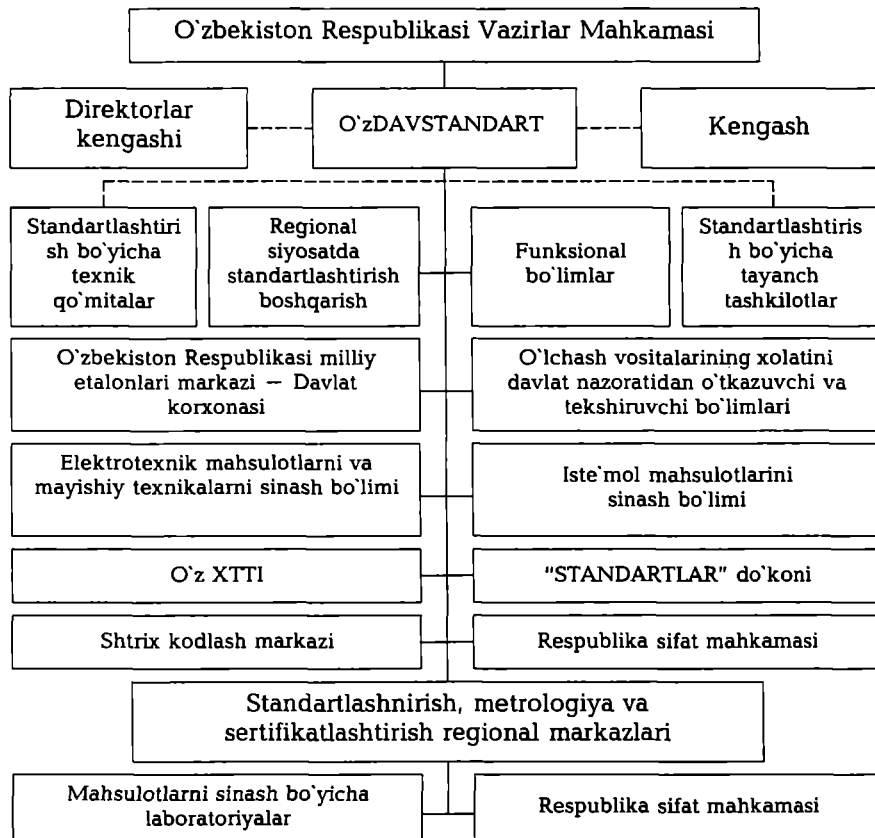 O`zbekiston Respublikasi Vazirlar Mahkamasi
Direktorlar
kengashi
O`zDAVSTANDART
Kengash
Standartlashtiri
sh bo`yicha
texnik
qo`mitalar
Regional
siyosatda
standartlashtirish
boshqarish
Funksional
bo`limlar
Standartlashtiris
h bo`yicha
tayanch
tashkilotlar
O`zbekiston Respublikasi milliy
etalonlari markazi — Davlat
korxonasi
O`lchash vositalarining xolatini
davlat nazoratidan o`tkazuvchi va
tekshiruvchi bo`limlari
Elektrotexnik mahsulotlarni va
mayishiy texnikalarni sinash bo`limi
Iste`mol mahsulotlarini
sinash bo`limi
O`z XTTI
"STANDARTLAR" do`koni
Shtrix kodlash markazi
Respublika sifat mahkamasi
Standartlashnirish, metrologiya va
sertifikatlashtirish regional markazlari
Mahsulotlarni sinash bo`yicha
laboratoriyalar
Respublika sifat mahkamasi